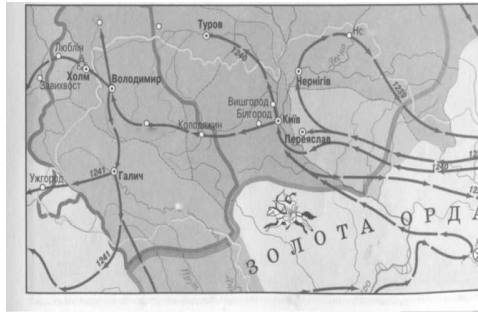 Туров
1240
Люблін
Холм
Завихвост
Володимир
Чернігів
1239
Вишгород
Білгород
Київ
Колодяжин
Переяслав
1240
Ужгород
1241
Галич
1241
ЗОЛОТА ОРДА